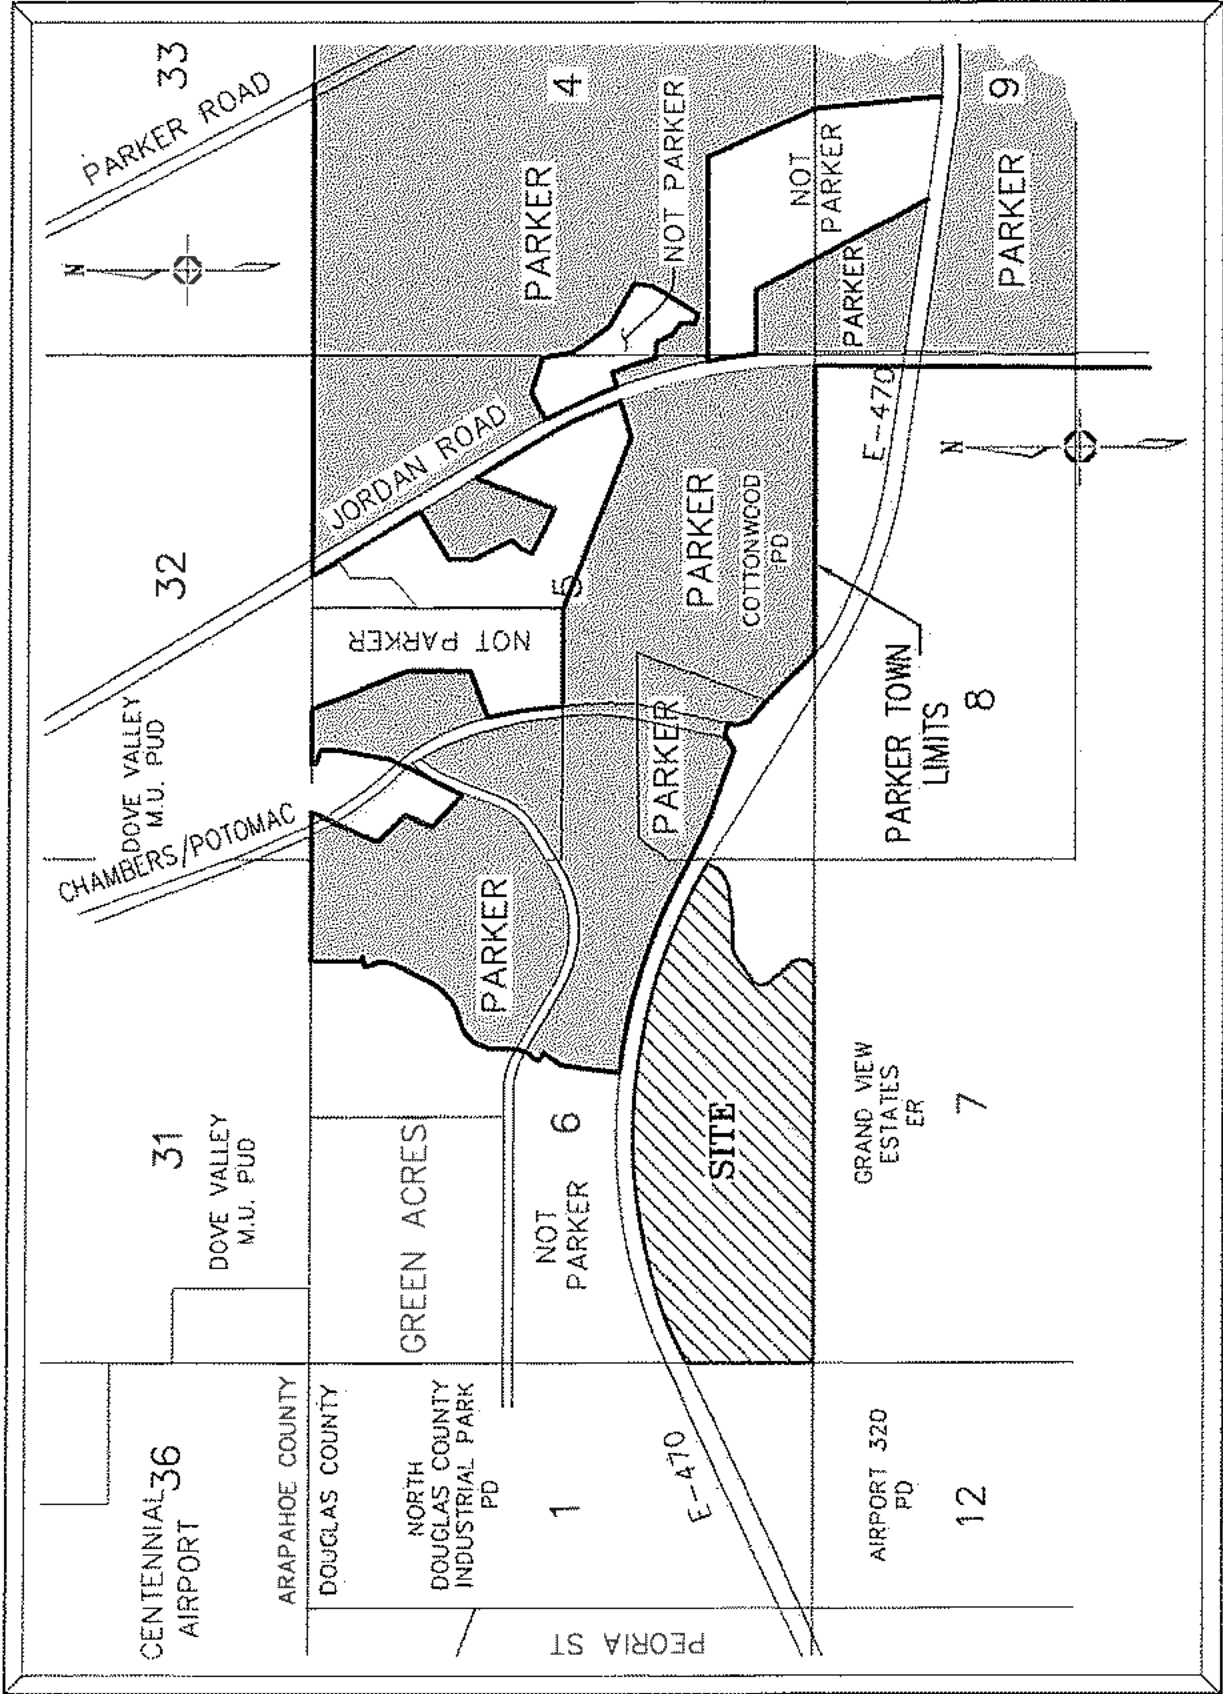 CENTENNIAL
AIRPORT
36
31
32
33
DOVE VALLEY
M.U. PUD
DOVE VALLEY
M.U. PUD
CHAMBERS/POTOMAC
PARKER ROAD
N
ARAPAHOE COUNTY
DOUGLAS COUNTY
NORTH
DOUGLAS COUNTY
INDUSTRIAL PARK
PD
1
GREEN ACRES
NOT
PARKER
6
PARKER
NOT PARKER
JORDAN ROAD
5
PARKER
PARKER
COTTONWOOD
PD
PARKER
4
NOT PARKER
NOT
PARKER
PARKER
PEORIA ST
E-470
SITE
E-470
PARKER
9
AIRPORT 320
PD
12
GRAND VIEW
ESTATES
ER
7
PARKER TOWN
LIMITS
8
N